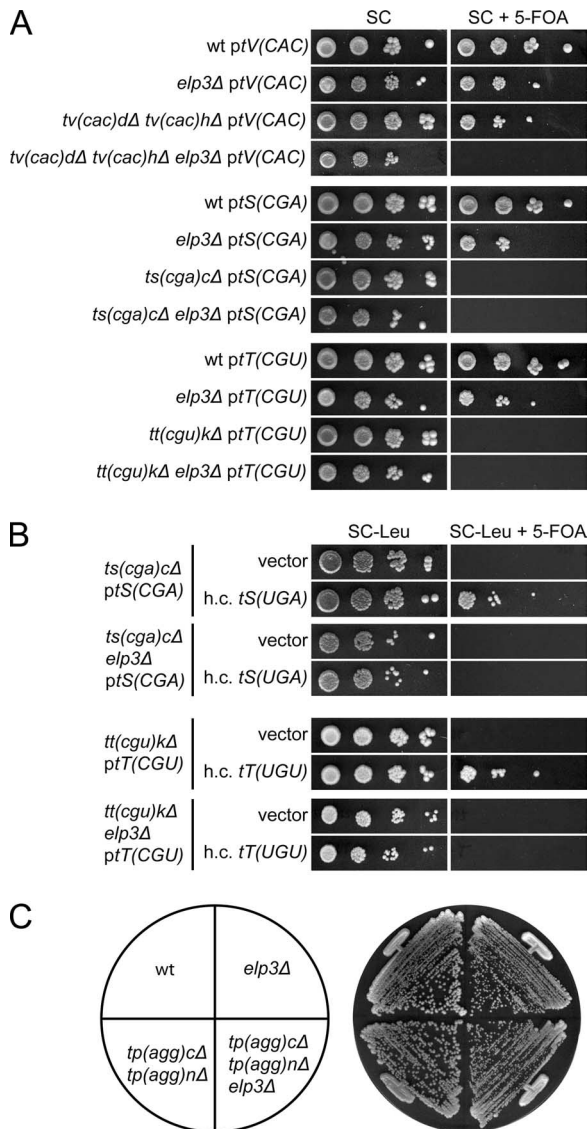 A
SC SC + 5-FOA
wt ptV(CAC)
elp3Δ ptV(CAC)
tv(cac)dΔ tv(cac)hΔ ptV(CAC)
tv(cac)dΔ tv(cac)hΔ elp3Δ ptV(CAC)
wt ptS(CGA)
elp3Δ ptS(CGA)
ts(cga)cΔ ptS(CGA)
ts(cga)cΔ elp3Δ ptS(CGA)
wt ptT(CGU)
elp3Δ ptT(CGU)
tt(cgu)kΔ ptT(CGU)
tt(cgu)kΔ elp3Δ ptT(CGU)
B
SC-Leu SC-Leu + 5-FOA
ts(cga)cΔ
ptS(CGA)
vector
h.c. tS(UGA)
ts(cga)cΔ
elp3Δ
ptS(CGA)
vector
h.c. tS(UGA)
tt(cgu)kΔ
ptT(CGU)
vector
h.c. tT(UGU)
tt(cgu)kΔ
elp3Δ
ptT(CGU)
vector
h.c. tT(UGU)
C
wt
elp3Δ
tp(agg)cΔ
tp(agg)nΔ
tp(agg)cΔ
tp(agg)nΔ
elp3Δ